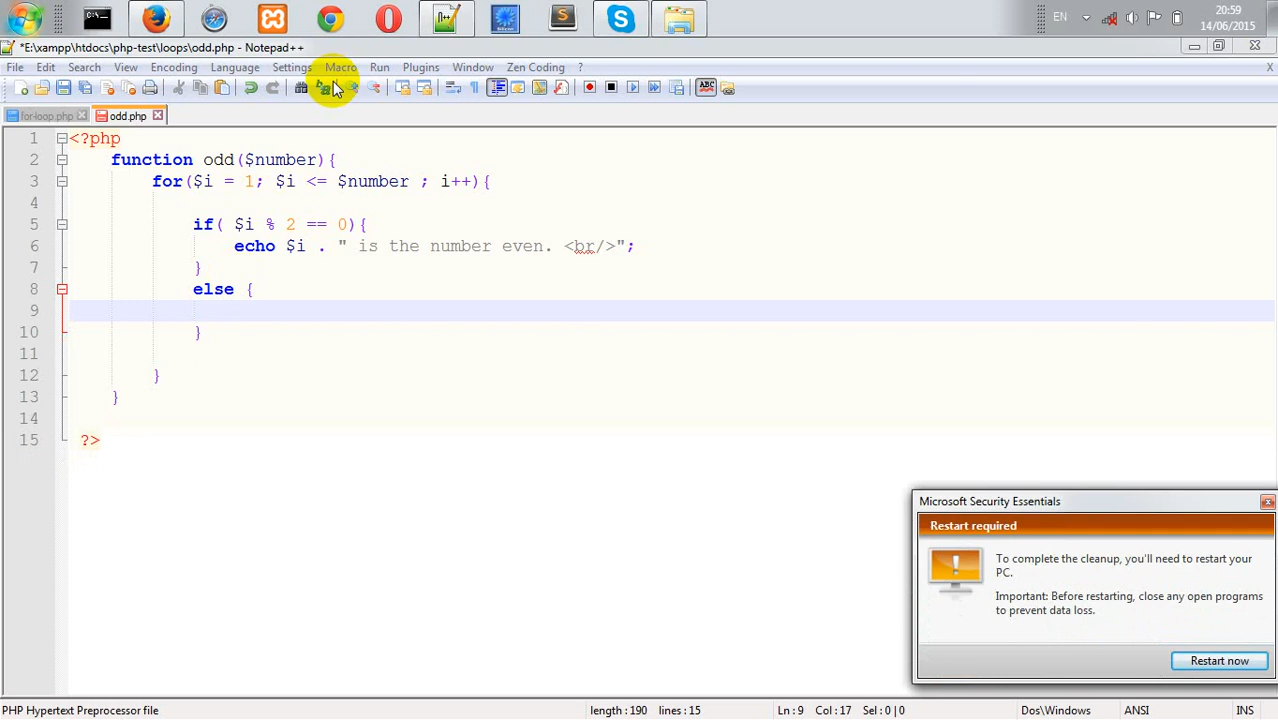 C:\.
EN
20:59
14/06/2015
*E:\xampp\htdocs\php-test\loops\odd.php - Notepad++
File Edit Search View Encoding Language Settings Macro Run Plugins Window Zen Coding ? X
for-loop.php odd.php
1 <?php
2 function odd($number){
3 for($i = 1; $i <= $number ; i++){
4
5 if( $i % 2 == 0){
6 echo $i . " is the number even. <br/>";
7 }
8 else {
9
10 }
11
12 }
13 }
14
15 ?>
Microsoft Security Essentials
Restart required
To complete the cleanup, you'll need to restart your
PC.
Important: Before restarting, close any open programs
to prevent data loss.
Restart now
PHP Hypertext Preprocessor file length : 190 lines : 15 Ln : 9 Col : 17 Sel : 0 | 0 Dos\Windows ANSI INS